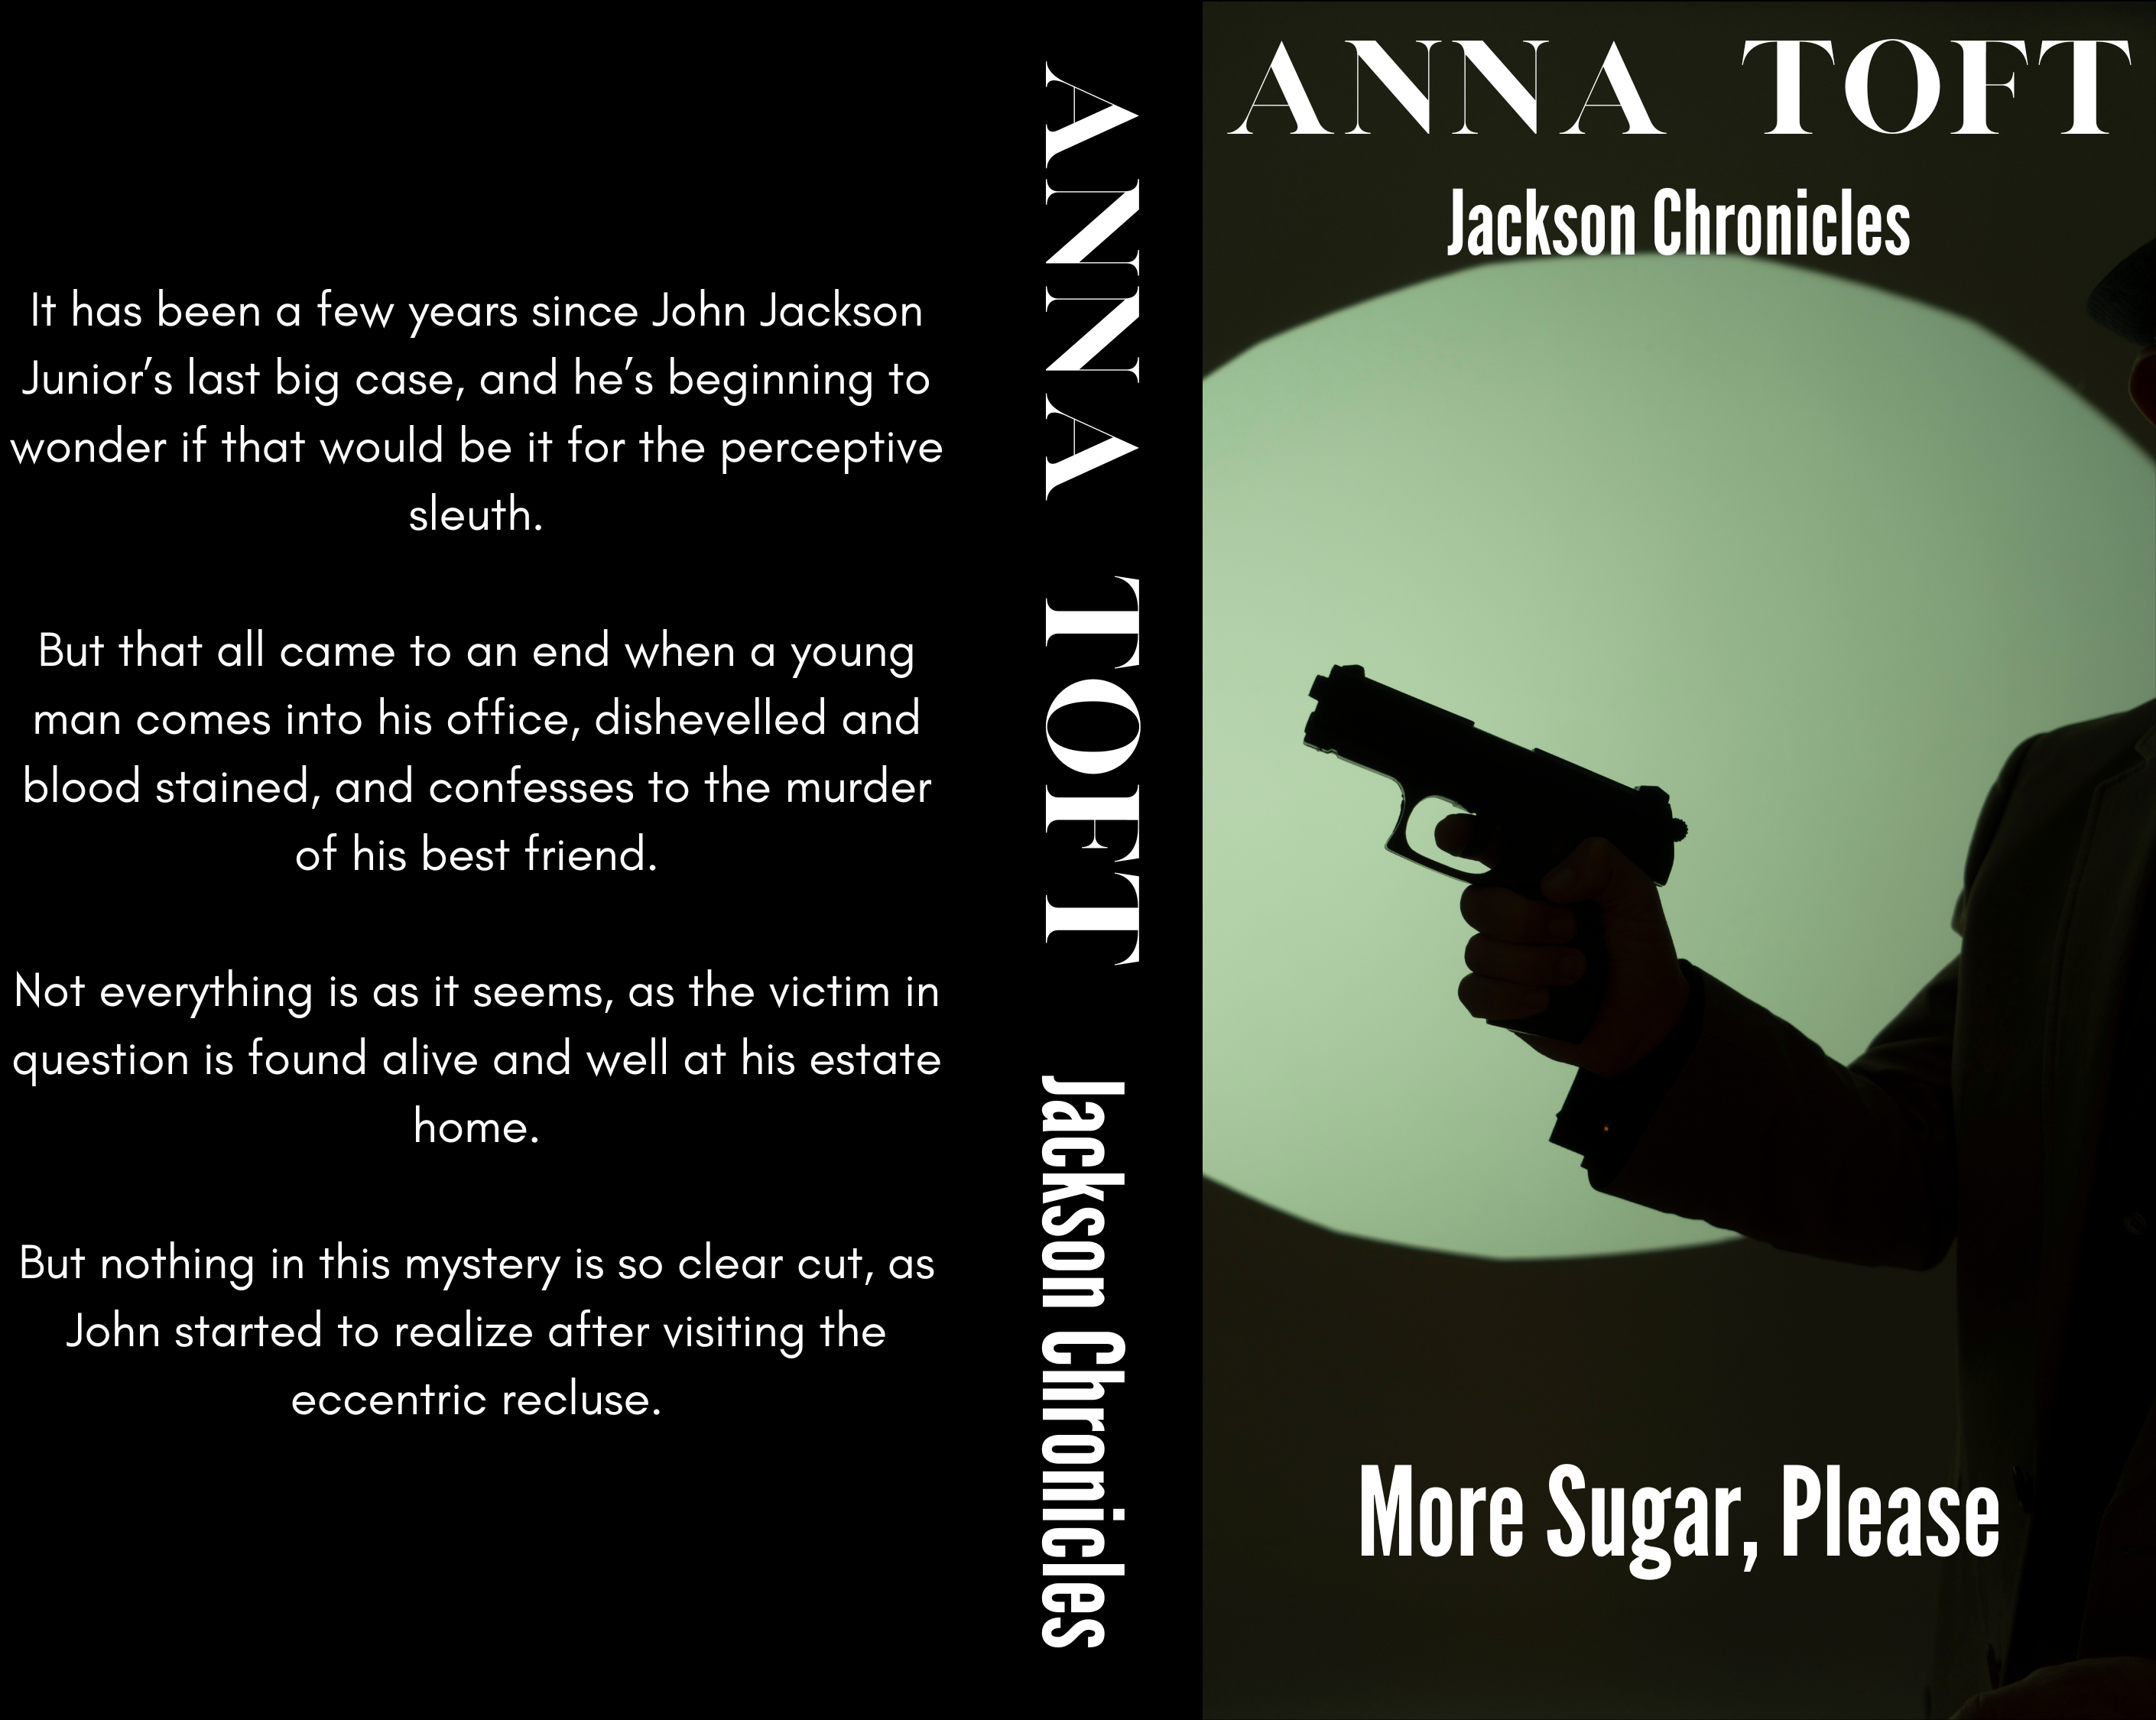 It has been a few years since John Jackson
Junior’s last big case, and he’s beginning to
wonder if that would be it for the perceptive
sleuth.
But that all came to an end when a young
man comes into his office, dishevelled and
blood stained, and confesses to the murder
of his best friend.
Not everything is as it seems, as the victim in
question is found alive and well at his estate
home.
But nothing in this mystery is so clear cut, as
John started to realize after visiting the
eccentric recluse.
ANNA TOFT Jackson Chronicles
ANNA TOFT
Jackson Chronicles
More Sugar, Please